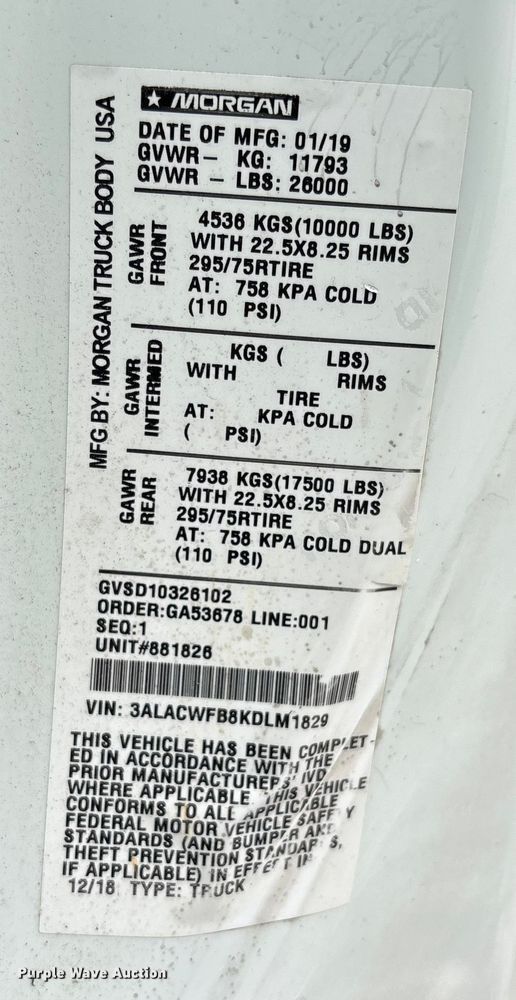 ★ MORGAN
MFG.BY: MORGAN TRUCK BODY USA
DATE OF MFG: 01/19
GVWR- KG: 11793
GVWR - LBS: 26000
GAWR
FRONT
4536 KGS(10000 LBS)
WITH 22.5X8.25 RIMS
295/75RTIRE
AT: 758 KPA COLD
(110 PSI)
GAWR
INTERMED
KGS ( LBS)
WITH RIMS
TIRE
AT: KPA COLD
( PSI)
GAWR
REAR
7938 KGS(17500 LBS)
WITH 22.5X8.25 RIMS
295/75RTIRE
AT: 758 KPA COLD DUAL
(110 PSI)
GVSD10326102
ORDER:GA53678 LINE:001
SEQ:1
UNIT#881826
VIN: 3ALACWFB8KDLM1829
THIS VEHICLE HAS BEEN COMPLET-
ED IN ACCORDANCE WITH THE
PRIOR MANUFACTURERS' IVD
WHERE APPLICABLE. THIS VEHICLE
CONFORMS TO ALL APPLICABLE
FEDERAL MOTOR VEHICLE SAFETY
STANDARDS (AND BUMPER AND
THEFT PREVENTION STANDARDS,
IF APPLICABLE) IN EFFECT IN
12/18 TYPE: TRUCK
Purple Wave Auction